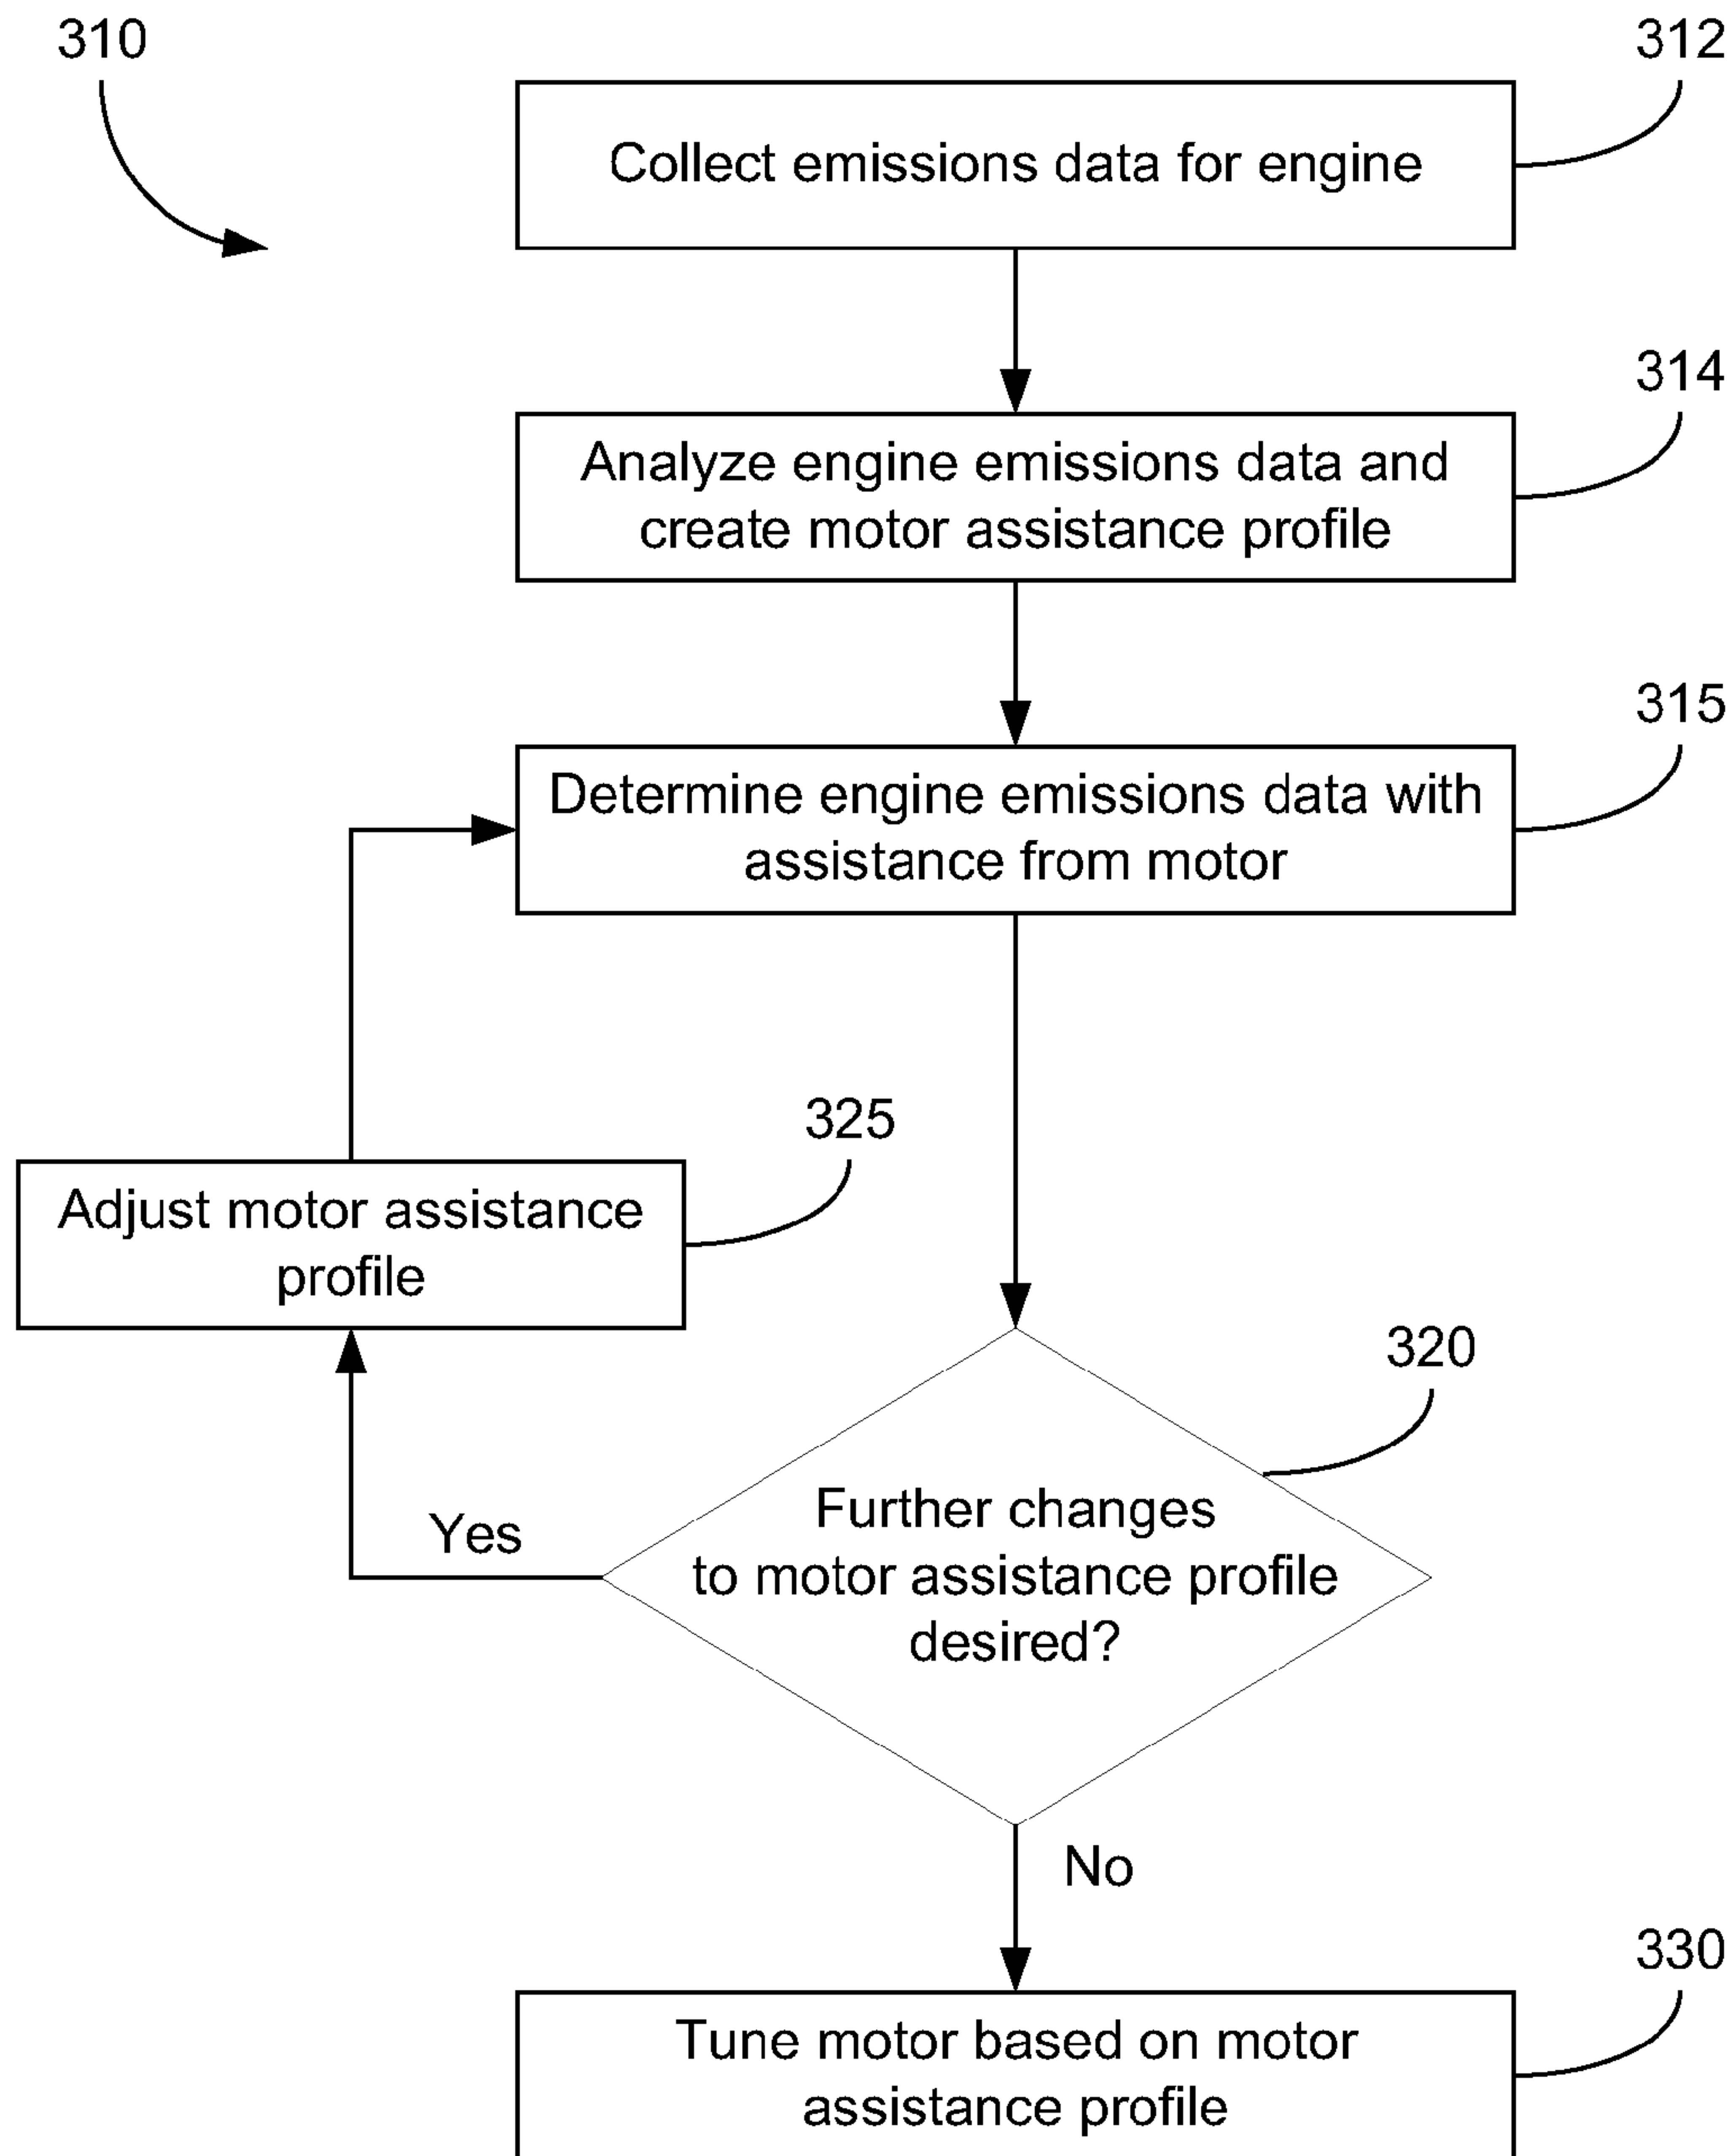 310
312
Collect emissions data for engine
314
Analyze engine emissions data and
create motor assistance profile
315
Determine engine emissions data with
assistance from motor
325
Adjust motor assistance
profile
320
Further changes
to motor assistance profile
desired?
Yes
No
330
Tune motor based on motor
assistance profile